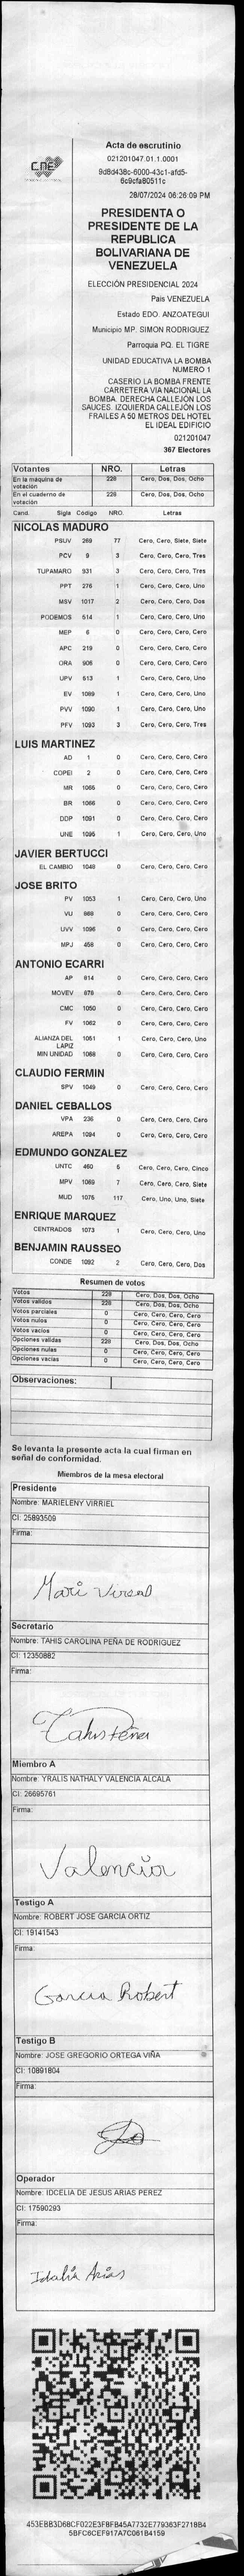 CNE
Acta de escrutinio
021201047.01.1.0001
9d8d438c-6000-43c1-afd5-
6c9cfa80511c
28/07/2024 06:26:09 PM
PRESIDENTA O
PRESIDENTE DE LA
REPUBLICA
BOLIVARIANA DE
VENEZUELA
ELECCIÓN PRESIDENCIAL 2024
Pais VENEZUELA
Estado EDO. ANZOATEGUI
Municipio MP. SIMON RODRIGUEZ
Parroquia PQ. EL TIGRE
UNIDAD EDUCATIVA LA BOMBA
NUMERO 1
CASERIO LA BOMBA FRENTE
CARRETERA VIA NACIONAL LA
BOMBA. DERECHA CALLEJON LOS
SAUCES. IZQUIERDA CALLEJON LOS
FRAILES A 50 METROS DEL HOTEL
EL IDEAL EDIFICIO
021201047
367 Electores
Votantes NRO. Letras
En la máquina de votación 228 Cero, Dos, Dos, Ocho
En el cuaderno de votación 228 Cero, Dos, Dos, Ocho
Cand. Sigla Código NRO. Letras
NICOLAS MADURO
PSUV 269 77 Cero, Cero, Siete, Siete
PCV 9 3 Cero, Cero, Cero, Tres
TUPAMARO 931 3 Cero, Cero, Cero, Tres
PPT 276 1 Cero, Cero, Cero, Uno
MSV 1017 2 Cero, Cero, Cero, Dos
PODEMOS 514 1 Cero, Cero, Cero, Uno
MEP 6 0 Cero, Cero, Cero, Cero
APC 219 0 Cero, Cero, Cero, Cero
ORA 906 0 Cero, Cero, Cero, Cero
UPV 513 1 Cero, Cero, Cero, Uno
EV 1089 1 Cero, Cero, Cero, Uno
PVV 1090 1 Cero, Cero, Cero, Uno
PFV 1093 3 Cero, Cero, Cero, Tres
LUIS MARTINEZ
AD 1 0 Cero, Cero, Cero, Cero
COPEI 2 0 Cero, Cero, Cero, Cero
MR 1065 0 Cero, Cero, Cero, Cero
BR 1066 0 Cero, Cero, Cero, Cero
DDP 1091 0 Cero, Cero, Cero, Cero
UNE 1095 1 Cero, Cero, Cero, Uno
JAVIER BERTUCCI
EL CAMBIO 1048 0 Cero, Cero, Cero, Cero
JOSE BRITO
PV 1053 1 Cero, Cero, Cero, Uno
VU 868 0 Cero, Cero, Cero, Cero
UVV 1096 0 Cero, Cero, Cero, Cero
MPJ 458 0 Cero, Cero, Cero, Cero
ANTONIO ECARRI
AP 814 0 Cero, Cero, Cero, Cero
MOVEV 879 0 Cero, Cero, Cero, Cero
CMC 1050 0 Cero, Cero, Cero, Cero
FV 1062 0 Cero, Cero, Cero, Cero
ALIANZA DEL LAPIZ 1051 1 Cero, Cero, Cero, Uno
MIN UNIDAD 1088 0 Cero, Cero, Cero, Cero
CLAUDIO FERMIN
SPV 1049 0 Cero, Cero, Cero, Cero
DANIEL CEBALLOS
VPA 236 0 Cero, Cero, Cero, Cero
AREPA 1094 0 Cero, Cero, Cero, Cero
EDMUNDO GONZALEZ
UNTC 460 5 Cero, Cero, Cero, Cinco
MPV 1069 7 Cero, Cero, Cero, Siete
MUD 1076 117 Cero, Uno, Uno, Siete
ENRIQUE MARQUEZ
CENTRADOS 1073 1 Cero, Cero, Cero, Uno
BENJAMIN RAUSSEO
CONDE 1092 2 Cero, Cero, Cero, Dos
Resumen de votos
Votos 228 Cero, Dos, Dos, Ocho
Votos validos 228 Cero, Dos, Dos, Ocho
Votos parciales 0 Cero, Cero, Cero, Cero
Votos nulos 0 Cero, Cero, Cero, Cero
Votos vacios 0 Cero, Cero, Cero, Cero
Opciones validas 228 Cero, Dos, Dos, Ocho
Opciones nulas 0 Cero, Cero, Cero, Cero
Opciones vacias 0 Cero, Cero, Cero, Cero
Observaciones:
Se levanta la presente acta la cual firman en
señal de conformidad.
Miembros de la mesa electoral
Presidente
Nombre: MARIELENY VIRRIEL
CI: 25893509
Firma:
Secretario
Nombre: TAHIS CAROLINA PEÑA DE RODRIGUEZ
CI: 12350882
Firma:
Tahis Peña
Miembro A
Nombre: YRALIS NATHALY VALENCIA ALCALA
CI: 26695761
Firma:
Valencia
Testigo A
Nombre: ROBERT JOSE GARCIA ORTIZ
CI: 19141543
Firma:
Garcia Robert
Testigo B
Nombre: JOSE GREGORIO ORTEGA VIÑA
CI: 10891804
Firma:
Operador
Nombre: IDCELIA DE JESUS ARIAS PEREZ
CI: 17590293
Firma:
Idalia Arias
453EBB3D68CF022E3FBFB45A7732E779363F2718B4
5BFC6CEF917A7C061B4159